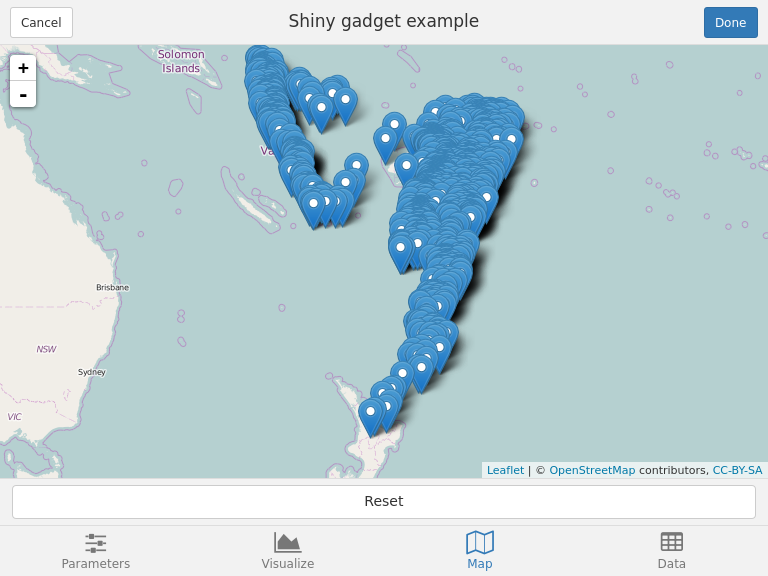 Cancel
Shiny gadget example
Done
+
-
Solomon
Islands
Brisbane
NSW
Sydney
VIC
Leaflet | © OpenStreetMap contributors, CC-BY-SA
Reset
Parameters
Visualize
Map
Data